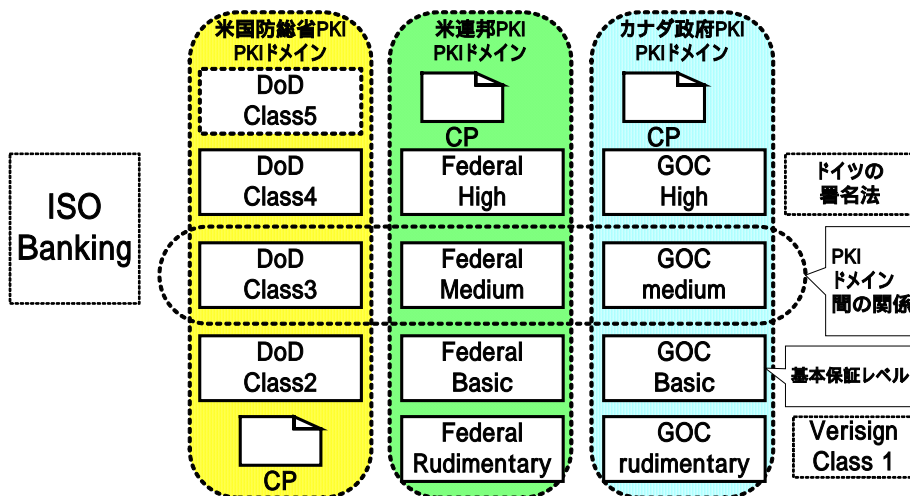 米国防総省PKI
PKIドメイン
DoD
Class5
DoD
Class4
DoD
Class3
DoD
Class2
CP
米連邦PKI
PKIドメイン
CP
Federal
High
Federal
Medium
Federal
Basic
Federal
Rudimentary
カナダ政府PKI
PKIドメイン
CP
GOC
High
GOC
medium
GOC
Basic
GOC
rudimentary
ISO
Banking
ドイツの
署名法
PKI
ドメイン
間の関係
基本保証レベル
Verisign
Class 1